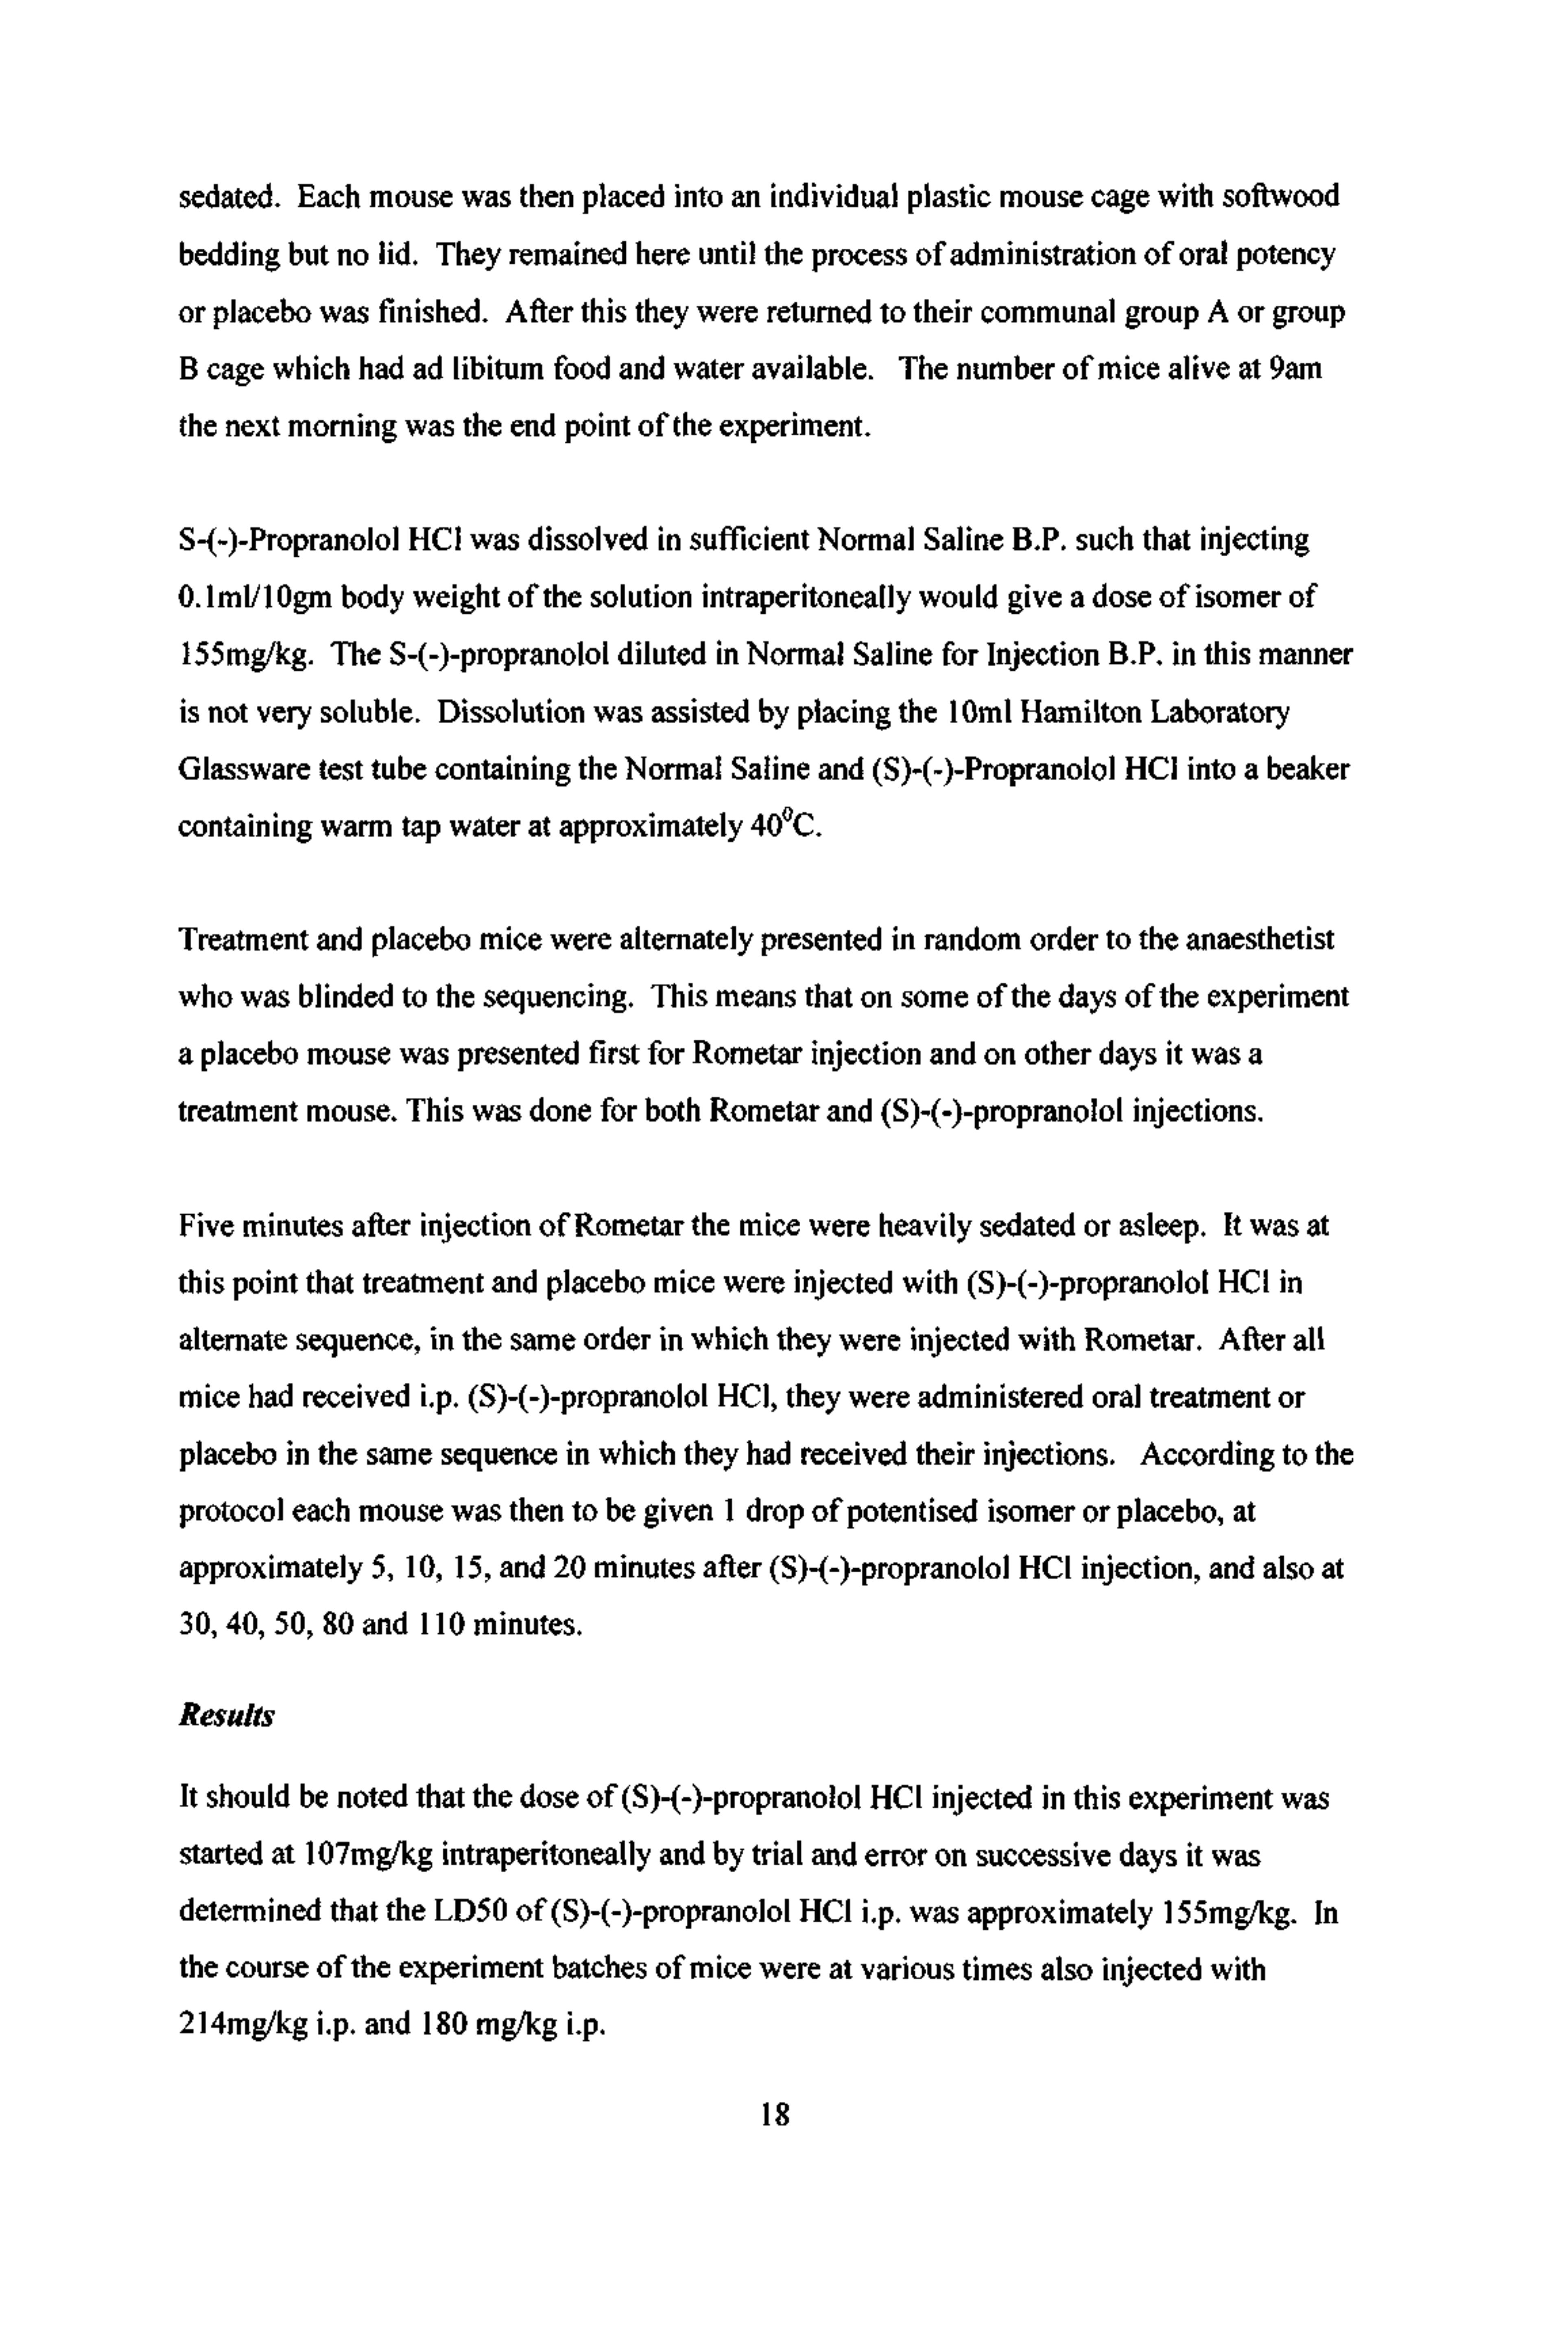 sedated. Each mouse was then placed into an individual plastic mouse cage with softwood
bedding but no lid. They remained here until the process of administration of oral potency
or placebo was finished. After this they were returned to their communal group A or group
B cage which had ad libitum food and water available. The number of mice alive at 9am
the next morning was the end point of the experiment.
S-(-)-Propranolol HCl was dissolved in sufficient Normal Saline B.P. such that injecting
0.1ml/10gm body weight of the solution intraperitoneally would give a dose of isomer of
155mg/kg. The S-(-)-propranolol diluted in Normal Saline for Injection B.P. in this manner
is not very soluble. Dissolution was assisted by placing the 10ml Hamilton Laboratory
Glassware test tube containing the Normal Saline and (S)-(-)-Propranolol HCl into a beaker
containing warm tap water at approximately 40⁰C.
Treatment and placebo mice were alternately presented in random order to the anaesthetist
who was blinded to the sequencing. This means that on some of the days of the experiment
a placebo mouse was presented first for Rometar injection and on other days it was a
treatment mouse. This was done for both Rometar and (S)-(-)-propranolol injections.
Five minutes after injection of Rometar the mice were heavily sedated or asleep. It was at
this point that treatment and placebo mice were injected with (S)-(-)-propranolol HCl in
alternate sequence, in the same order in which they were injected with Rometar. After all
mice had received i.p. (S)-(-)-propranolol HCl, they were administered oral treatment or
placebo in the same sequence in which they had received their injections. According to the
protocol each mouse was then to be given 1 drop of potentised isomer or placebo, at
approximately 5, 10, 15, and 20 minutes after (S)-(-)-propranolol HCl injection, and also at
30, 40, 50, 80 and 110 minutes.
Results
It should be noted that the dose of (S)-(-)-propranolol HCl injected in this experiment was
started at 107mg/kg intraperitoneally and by trial and error on successive days it was
determined that the LD50 of (S)-(-)-propranolol HCl i.p. was approximately 155mg/kg. In
the course of the experiment batches of mice were at various times also injected with
214mg/kg i.p. and 180 mg/kg i.p.
18